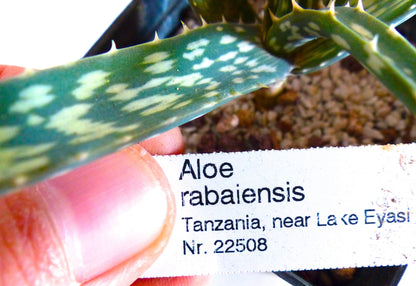 Aloe
rabaiensis
Tanzania, near Lake Eyasi
Nr. 22508